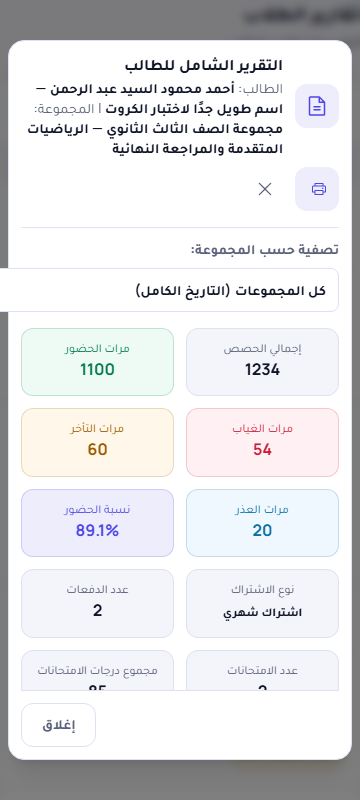 التقرير الشامل للطالب
الطالب: أحمد محمود السيد عبد الرحمن —
اسم طويل جدًا لاختبار الكروت | المجموعة:
مجموعة الصف الثالث الثانوي — الرياضيات
المتقدمة والمراجعة النهائية
تصفية حسب المجموعة:
كل المجموعات (التاريخ الكامل)
إجمالي الحصص
1234
مرات الحضور
1100
مرات الغياب
54
مرات التأخر
60
مرات العذر
20
نسبة الحضور
89.1%
نوع الاشتراك
اشتراك شهري
عدد الدفعات
2
عدد الامتحانات
مجموع درجات الامتحانات
إغلاق